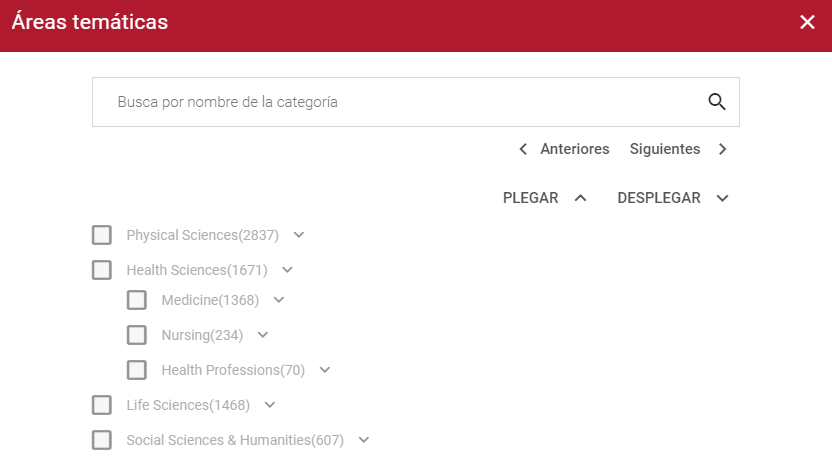 Áreas temáticas
Busca por nombre de la categoría
Anteriores Siguientes
PLEGAR DESPLEGAR
Physical Sciences(2837)
Health Sciences(1671)
Medicine(1368)
Nursing(234)
Health Professions(70)
Life Sciences(1468)
Social Sciences & Humanities(607)